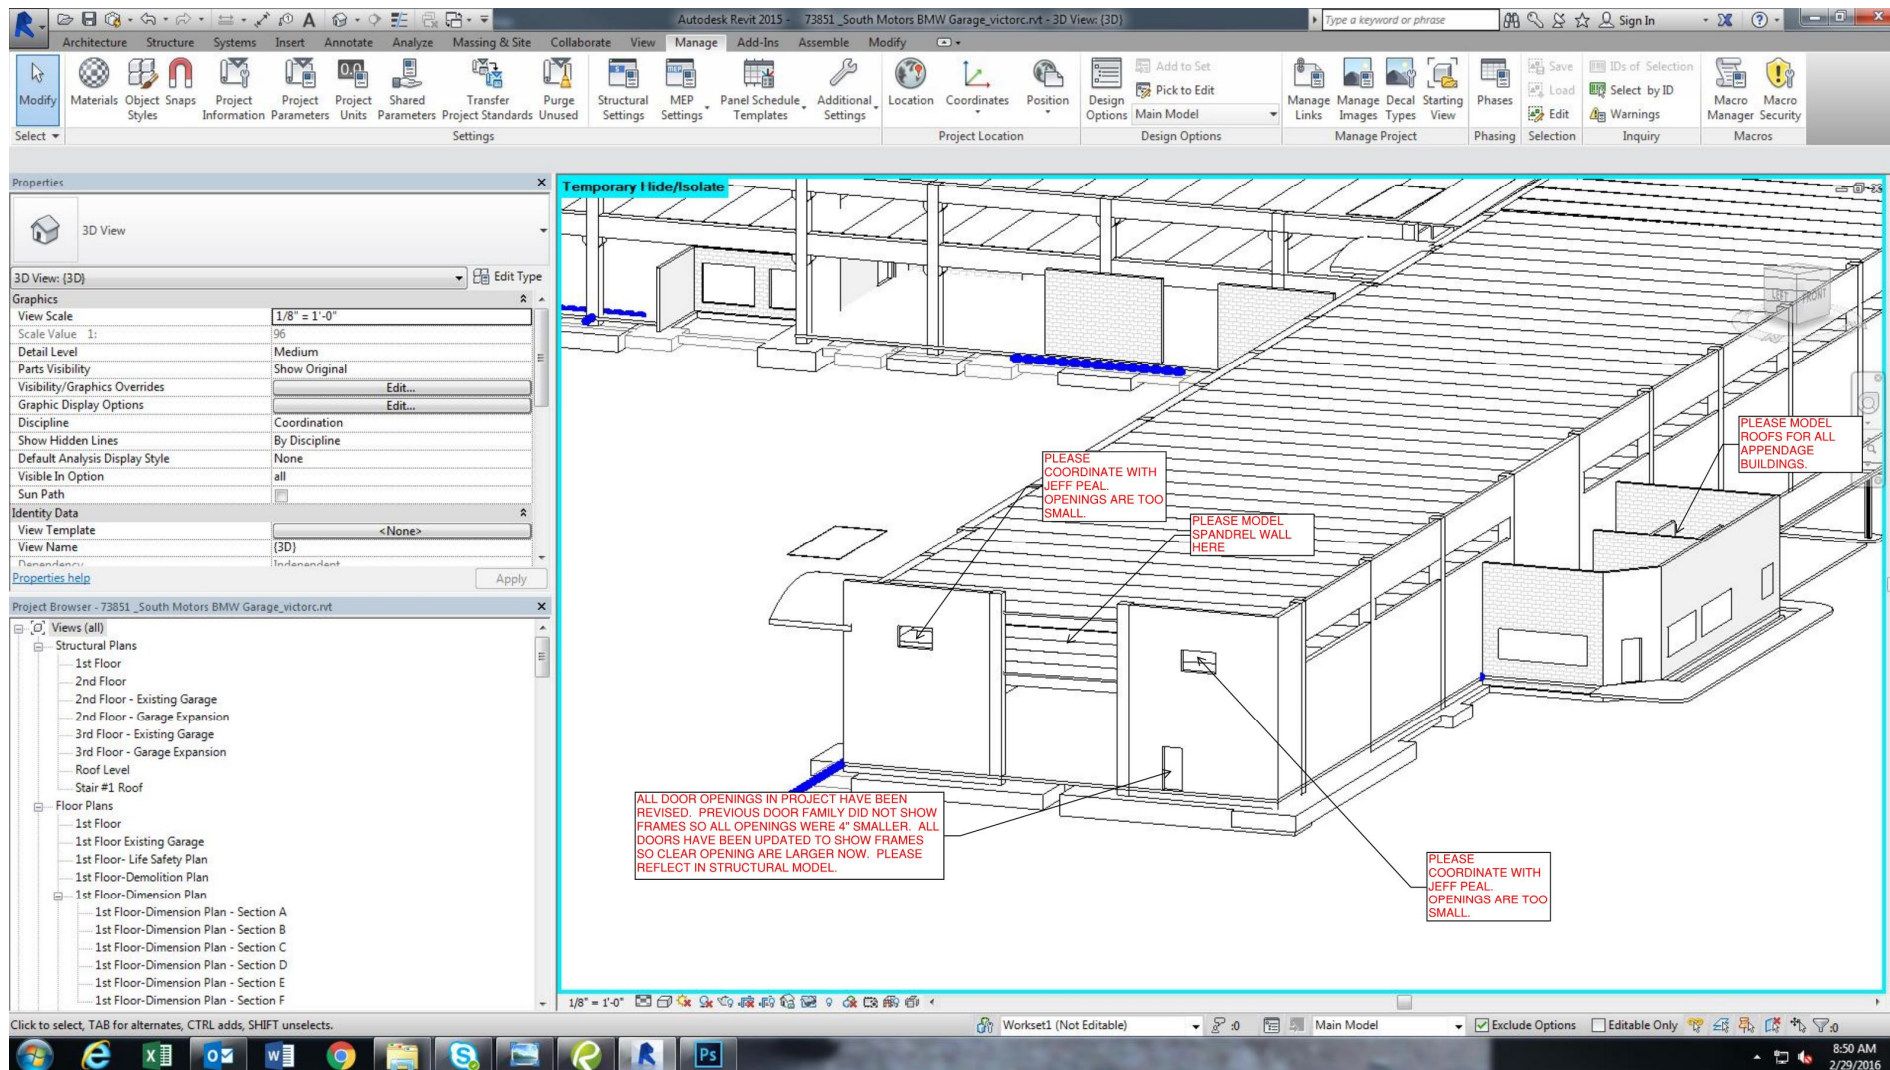 Autodesk Revit 2015 - 73851 _South Motors BMW Garage_victorc.rvt - 3D View: {3D}
Type a keyword or phrase
Sign In
Architecture Structure Systems Insert Annotate Analyze Massing & Site Collaborate View Manage Add-Ins Assemble Modify
Modify
Materials
Object Styles
Snaps
Project Information
Project Parameters
Project Units
Shared Parameters
Transfer Project Standards
Purge Unused
Structural Settings
MEP Settings
Panel Schedule Templates
Additional Settings
Location
Coordinates
Position
Design Options
Add to Set
Pick to Edit
Main Model
Manage Links
Manage Images
Decal Types
Starting View
Phases
Save
Load
Edit
IDs of Selection
Select by ID
Warnings
Macro Manager
Macro Security
Select
Settings
Project Location
Design Options
Manage Project
Phasing
Selection
Inquiry
Macros
Properties
3D View
3D View: {3D}
Edit Type
Graphics
View Scale 1/8" = 1'-0"
Scale Value 1: 96
Detail Level Medium
Parts Visibility Show Original
Visibility/Graphics Overrides Edit...
Graphic Display Options Edit...
Discipline Coordination
Show Hidden Lines By Discipline
Default Analysis Display Style None
Visible In Option all
Sun Path
Identity Data
View Template <None>
View Name {3D}
Dependency Independent
Properties help
Apply
Project Browser - 73851 _South Motors BMW Garage_victorc.rvt
Views (all)
Structural Plans
1st Floor
2nd Floor
2nd Floor - Existing Garage
2nd Floor - Garage Expansion
3rd Floor - Existing Garage
3rd Floor - Garage Expansion
Roof Level
Stair #1 Roof
Floor Plans
1st Floor
1st Floor Existing Garage
1st Floor- Life Safety Plan
1st Floor-Demolition Plan
1st Floor-Dimension Plan
1st Floor-Dimension Plan - Section A
1st Floor-Dimension Plan - Section B
1st Floor-Dimension Plan - Section C
1st Floor-Dimension Plan - Section D
1st Floor-Dimension Plan - Section E
1st Floor-Dimension Plan - Section F
Temporary Hide/Isolate
LEFT
FRONT
PLEASE MODEL
ROOFS FOR ALL
APPENDAGE
BUILDINGS.
PLEASE
COORDINATE WITH
JEFF PEAL.
OPENINGS ARE TOO
SMALL.
PLEASE MODEL
SPANDREL WALL
HERE
ALL DOOR OPENINGS IN PROJECT HAVE BEEN
REVISED. PREVIOUS DOOR FAMILY DID NOT SHOW
FRAMES SO ALL OPENINGS WERE 4" SMALLER. ALL
DOORS HAVE BEEN UPDATED TO SHOW FRAMES
SO CLEAR OPENING ARE LARGER NOW. PLEASE
REFLECT IN STRUCTURAL MODEL.
PLEASE
COORDINATE WITH
JEFF PEAL.
OPENINGS ARE TOO
SMALL.
1/8" = 1'-0"
Click to select, TAB for alternates, CTRL adds, SHIFT unselects.
Workset1 (Not Editable)
:0
Main Model
Exclude Options
Editable Only
:0
Ps
8:50 AM
2/29/2016